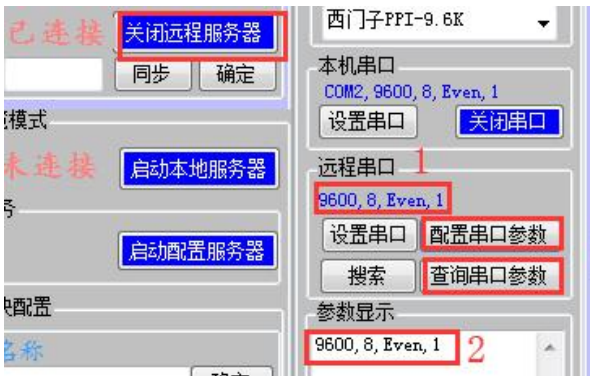 已连接
关闭远程服务器
同步
确定
模式
未连接
启动本地服务器
启动配置服务器
块配置
名称
西门子PPI-9.6K
本机串口
COM2, 9600, 8, Even, 1
设置串口
关闭串口
远程串口
1
9600, 8, Even, 1
设置串口
配置串口参数
搜索
查询串口参数
参数显示
9600, 8, Even, 1
2